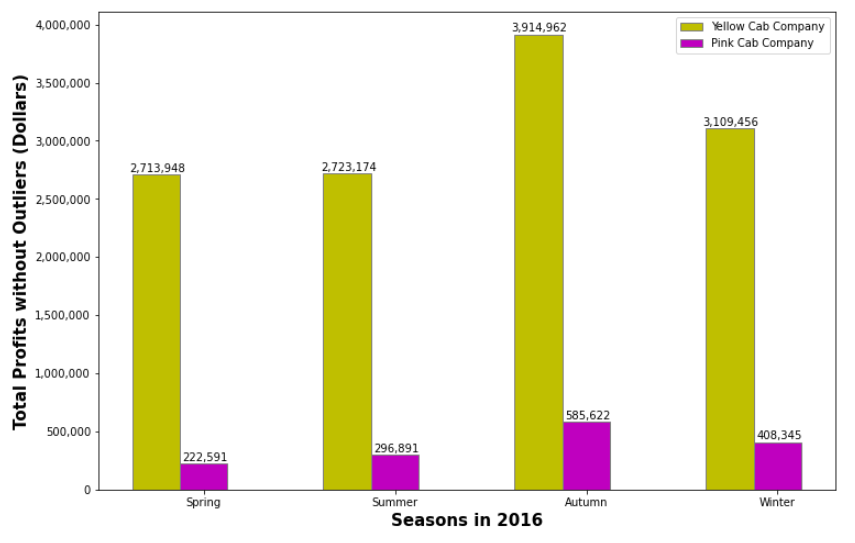 4,000,000
3,500,000
3,000,000
2,500,000
2,000,000
1,500,000
1,000,000
500,000
0
Total Profits without Outliers (Dollars)
Yellow Cab Company
Pink Cab Company
2,713,948
222,591
2,723,174
296,891
3,914,962
585,622
3,109,456
408,345
Spring
Summer
Autumn
Winter
Seasons in 2016